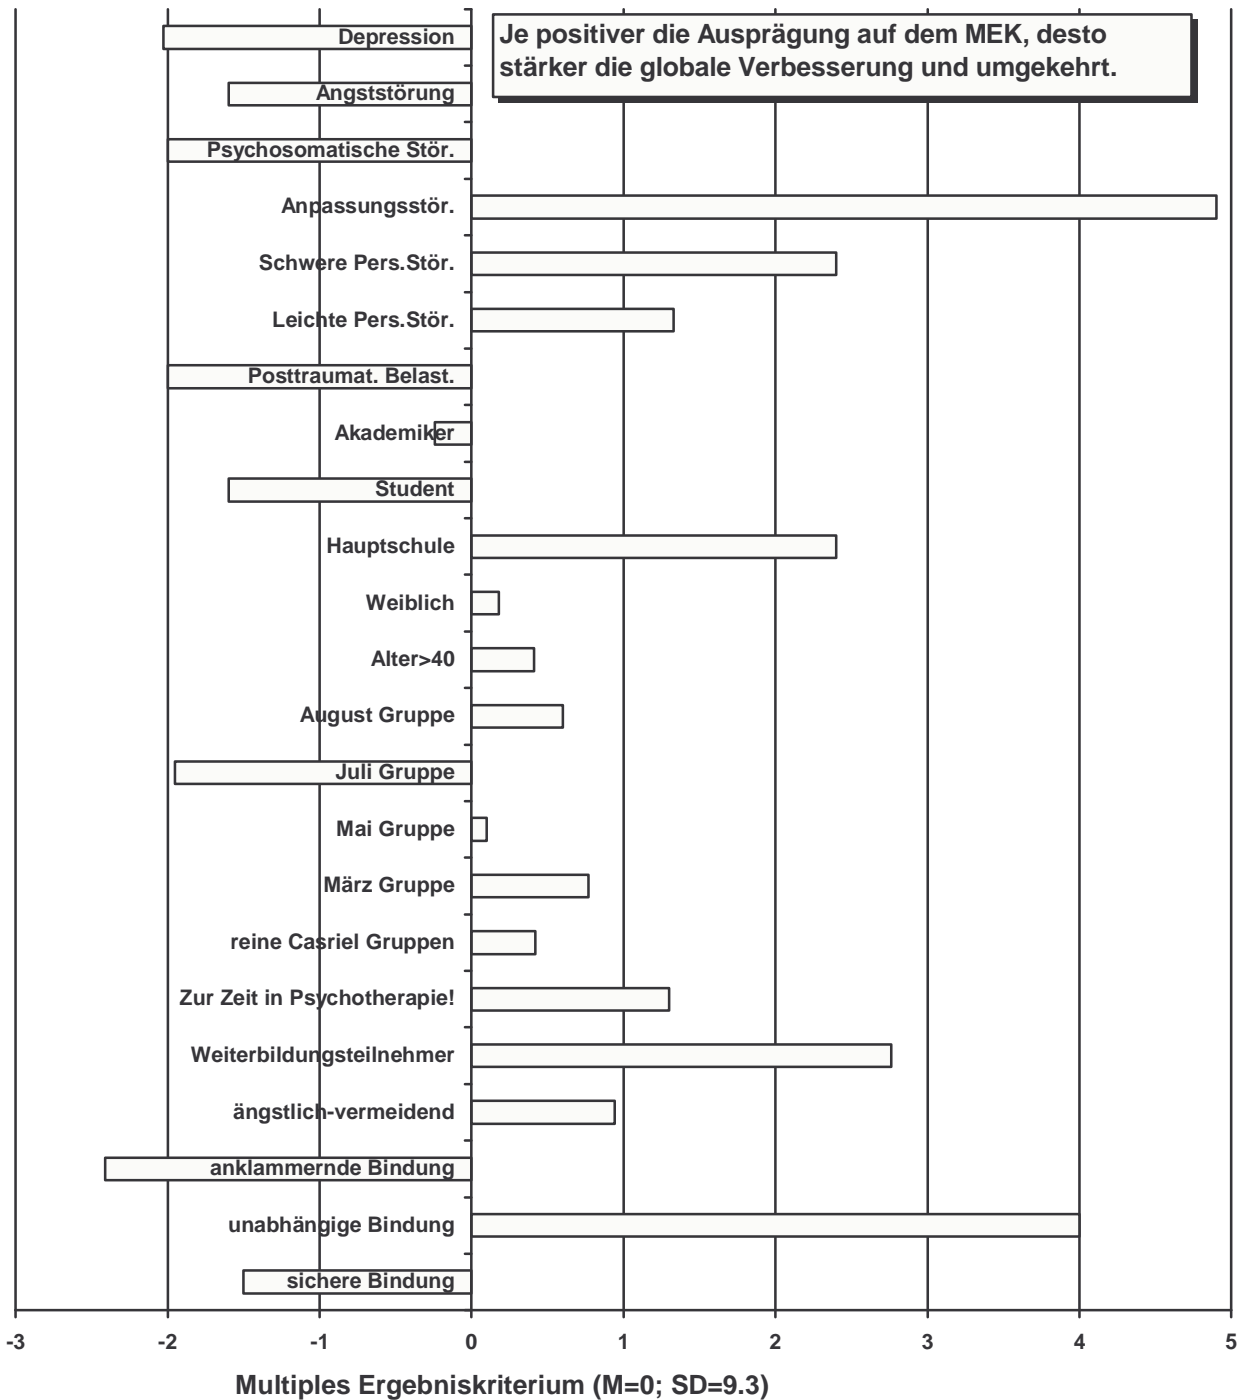 Je positiver die Ausprägung auf dem MEK, desto
stärker die globale Verbesserung und umgekehrt.
Depression
Angststörung
Psychosomatische Stör.
Anpassungsstör.
Schwere Pers.Stör.
Leichte Pers.Stör.
Posttraumat. Belast.
Akademiker
Student
Hauptschule
Weiblich
Alter>40
August Gruppe
Juli Gruppe
Mai Gruppe
März Gruppe
reine Casriel Gruppen
Zur Zeit in Psychotherapie!
Weiterbildungsteilnehmer
ängstlich-vermeidend
anklammernde Bindung
unabhängige Bindung
sichere Bindung
-3 -2 -1 0 1 2 3 4 5
Multiples Ergebniskriterium (M=0; SD=9.3)